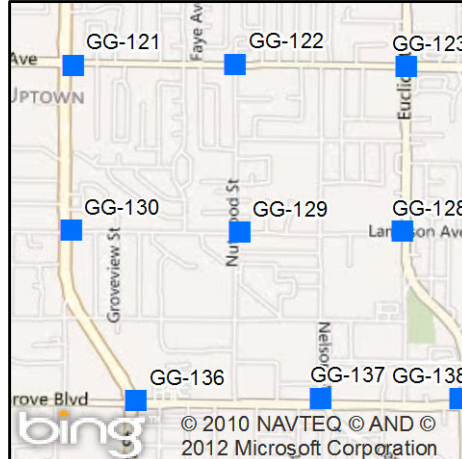 GG-121
GG-122
GG-123
Faye Ave
Ave
UPTOWN
Euclid
Nutwood St
GG-130
GG-129
GG-128
Groveview St
Lampson Ave
Nelson
GG-136
GG-137
GG-138
rove Blvd
bing
© 2010 NAVTEQ © AND ©
2012 Microsoft Corporation